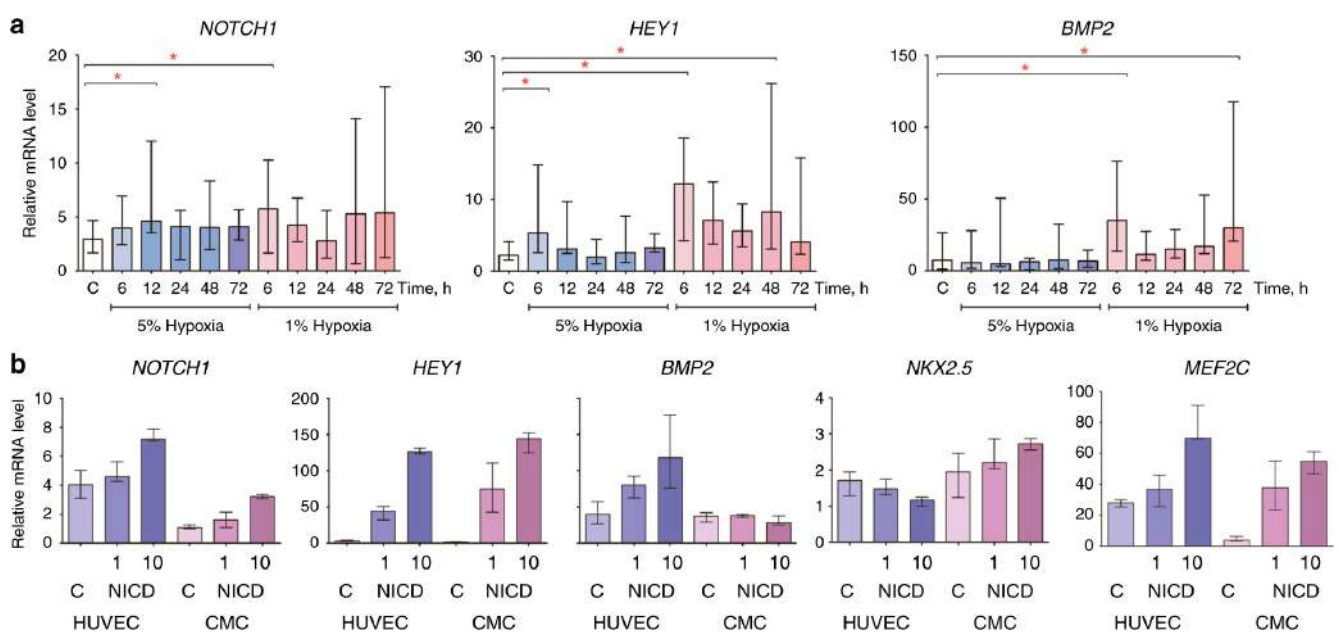 a
NOTCH1 HEY1 BMP2
Relative mRNA level
20
15
10
5
0
*
*
C 6 12 24 48 72 6 12 24 48 72 Time, h
5% Hypoxia 1% Hypoxia
30
20
10
0
*
*
*
C 6 12 24 48 72 6 12 24 48 72 Time, h
5% Hypoxia 1% Hypoxia
150
100
50
0
*
*
C 6 12 24 48 72 6 12 24 48 72 Time, h
5% Hypoxia 1% Hypoxia
b
NOTCH1 HEY1 BMP2 NKX2.5 MEF2C
Relative mRNA level
10
8
6
4
2
0
1 10 1 10
C NICD C NICD
HUVEC CMC
200
150
100
50
0
1 10 1 10
C NICD C NICD
HUVEC CMC
200
150
100
50
0
1 10 1 10
C NICD C NICD
HUVEC CMC
4
3
2
1
0
1 10 1 10
C NICD C NICD
HUVEC CMC
100
80
60
40
20
0
1 10 1 10
C NICD C NICD
HUVEC CMC